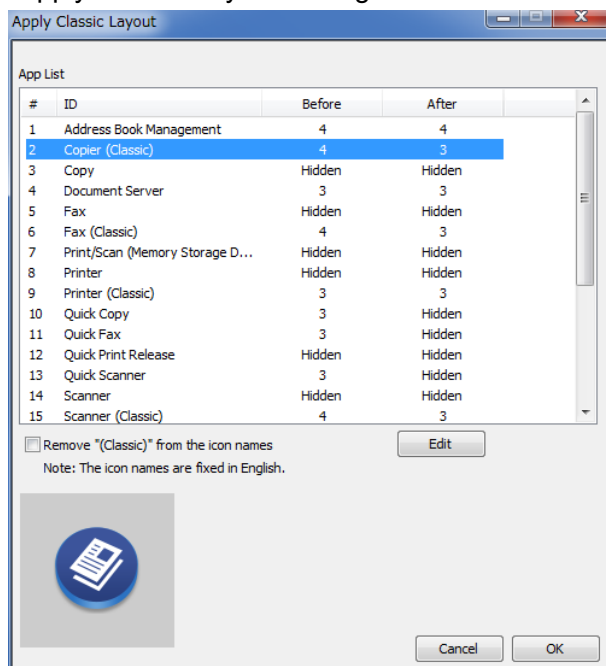 Apply Classic Layout
App List
# ID Before After
1 Address Book Management 4 4
2 Copier (Classic) 4 3
3 Copy Hidden Hidden
4 Document Server 3 3
5 Fax Hidden Hidden
6 Fax (Classic) 4 3
7 Print/Scan (Memory Storage D... Hidden Hidden
8 Printer Hidden Hidden
9 Printer (Classic) 3 3
10 Quick Copy 3 Hidden
11 Quick Fax 3 Hidden
12 Quick Print Release Hidden Hidden
13 Quick Scanner 3 Hidden
14 Scanner Hidden Hidden
15 Scanner (Classic) 4 3
Remove "(Classic)" from the icon names Edit
Note: The icon names are fixed in English.
Cancel OK